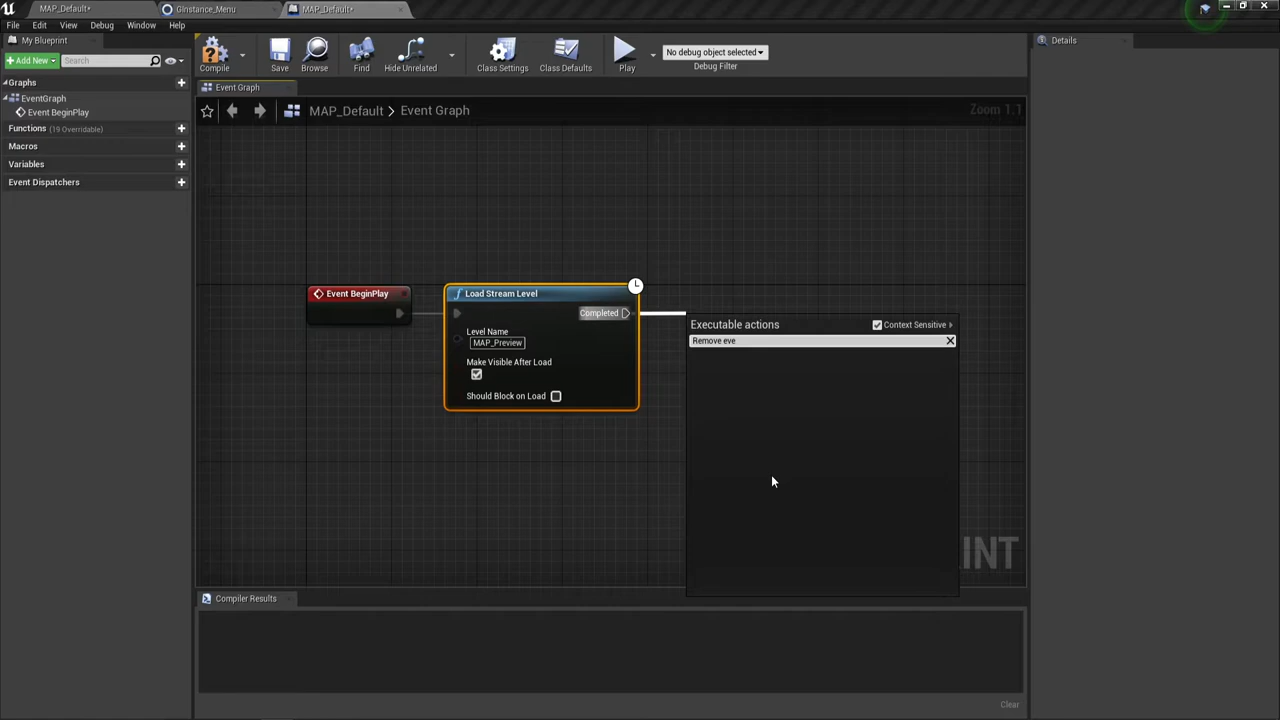 MAP_Default*
GInstance_Menu
MAP_Default*
File Edit View Debug Window Help
My Blueprint
Details
Add New
Search
Compile
Save
Browse
Find
Hide Unrelated
Class Settings
Class Defaults
Play
No debug object selected
Debug Filter
Graphs
EventGraph
Event BeginPlay
Functions (19 Overridable)
Macros
Variables
Event Dispatchers
Event Graph
MAP_Default > Event Graph
Zoom 1.1
Event BeginPlay
Load Stream Level
Completed
Level Name
MAP_Preview
Make Visible After Load
Should Block on Load
Executable actions
Context Sensitive
Remove eve
INT
Compiler Results
Clear